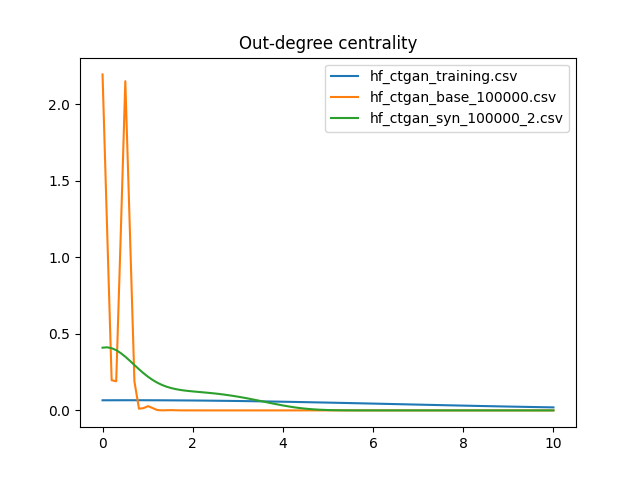 Out-degree centrality
hf_ctgan_training.csv
hf_ctgan_base_100000.csv
hf_ctgan_syn_100000_2.csv
2.0
1.5
1.0
0.5
0.0
0 2 4 6 8 10